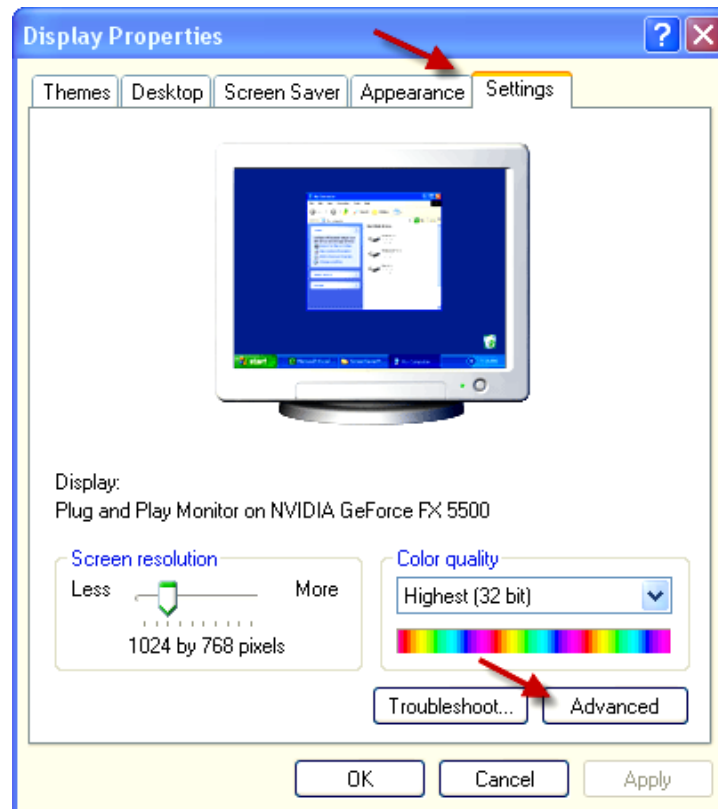 Display Properties
Themes Desktop Screen Saver Appearance Settings
start
Display:
Plug and Play Monitor on NVIDIA GeForce FX 5500
Screen resolution
Less More
1024 by 768 pixels
Color quality
Highest (32 bit)
Troubleshoot... Advanced
OK Cancel Apply